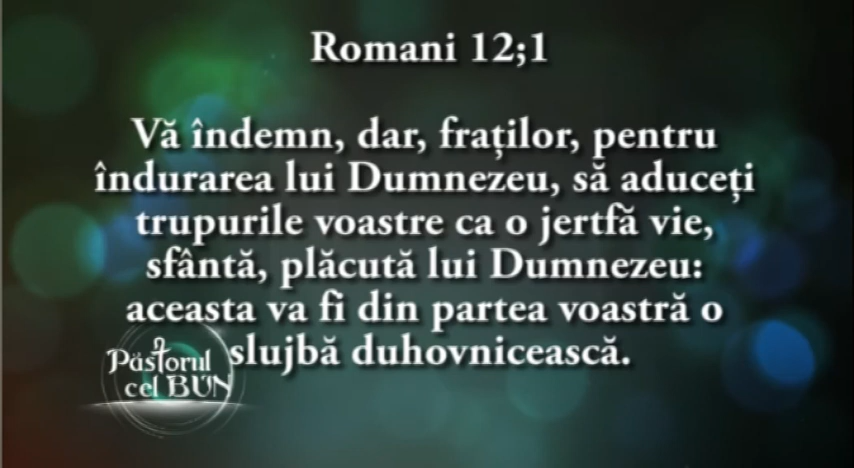 Romani 12;1
Vă îndemn, dar, fraților, pentru
îndurarea lui Dumnezeu, să aduceți
trupurile voastre ca o jertfă vie,
sfântă, plăcută lui Dumnezeu:
aceasta va fi din partea voastră o
slujbă duhovnicească.
Păstorul
cel BUN